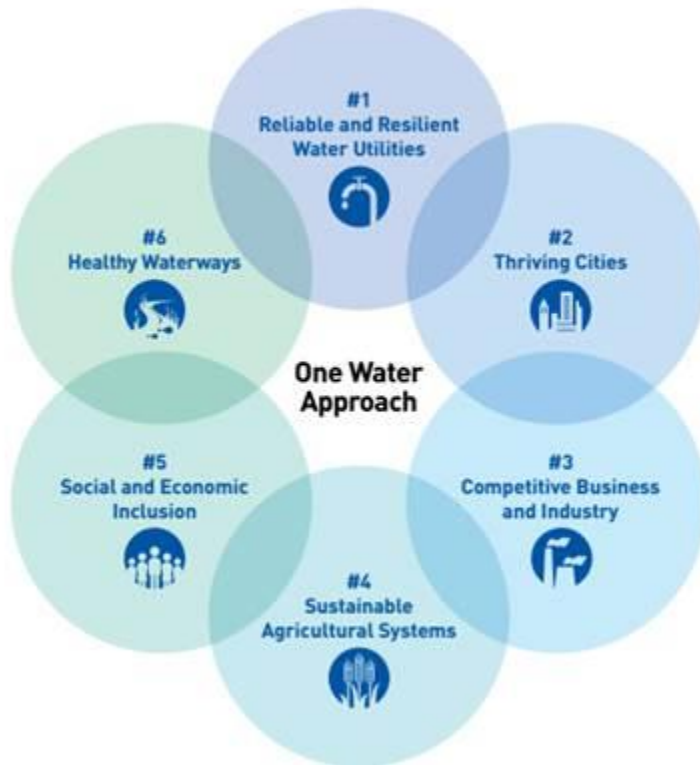 #1
Reliable and Resilient
Water Utilities
#2
Thriving Cities
#3
Competitive Business
and Industry
#4
Sustainable
Agricultural Systems
#5
Social and Economic
Inclusion
#6
Healthy Waterways
One Water
Approach